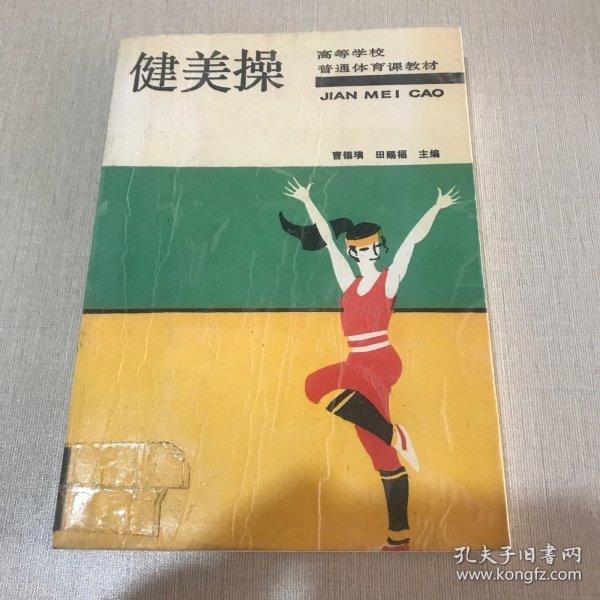 健美操
高等学校
普通体育课教材
JIAN MEI CAO
曹锡璜 田赐福 主编
孔夫子旧书网
www.kongfz.com